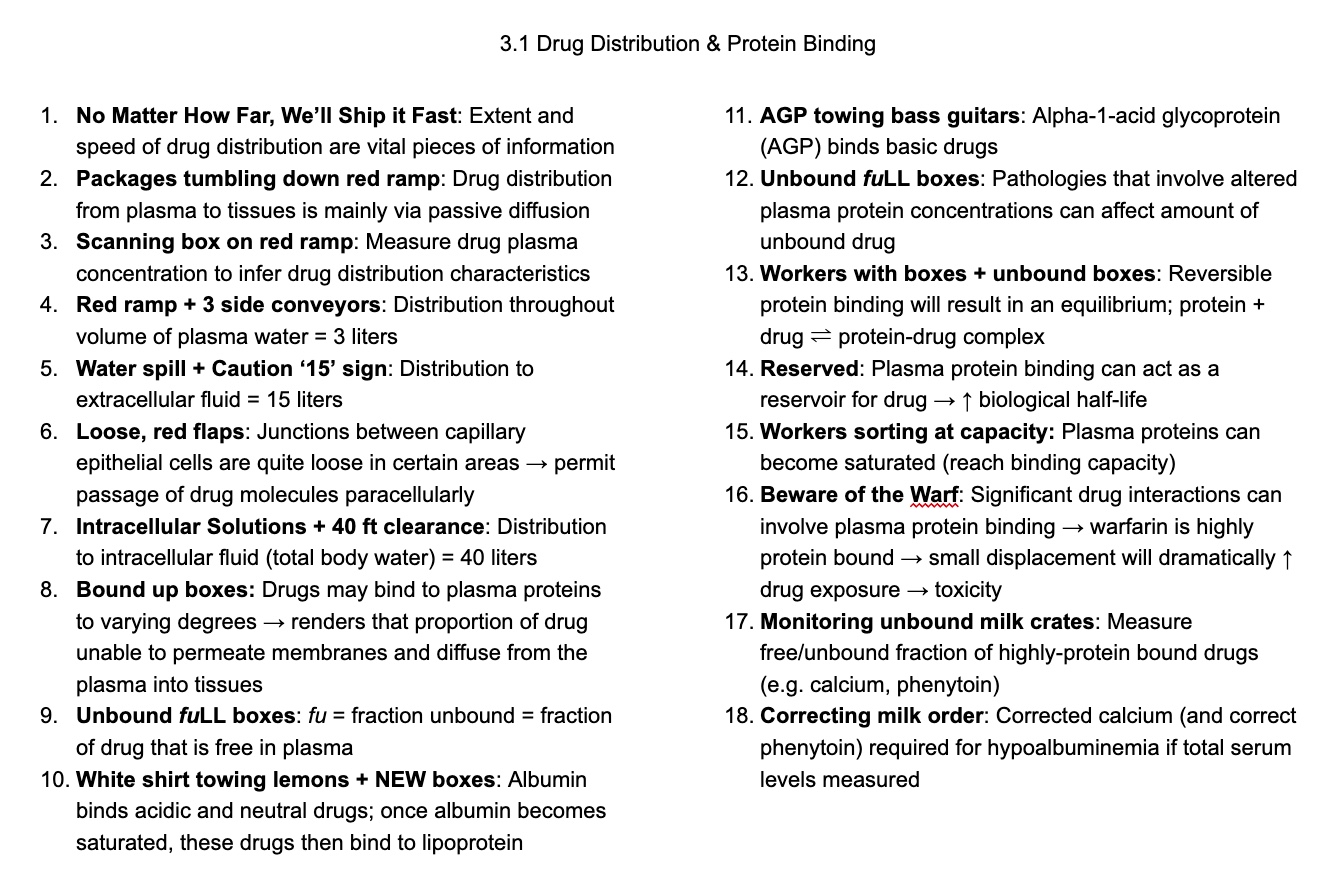 3.1 Drug Distribution & Protein Binding
1. No Matter How Far, We'll Ship it Fast: Extent and
speed of drug distribution are vital pieces of information
2. Packages tumbling down red ramp: Drug distribution
from plasma to tissues is mainly via passive diffusion
3. Scanning box on red ramp: Measure drug plasma
concentration to infer drug distribution characteristics
4. Red ramp + 3 side conveyors: Distribution throughout
volume of plasma water = 3 liters
5. Water spill + Caution ‘15’ sign: Distribution to
extracellular fluid = 15 liters
6. Loose, red flaps: Junctions between capillary
epithelial cells are quite loose in certain areas → permit
passage of drug molecules paracellularly
7. Intracellular Solutions + 40 ft clearance: Distribution
to intracellular fluid (total body water) = 40 liters
8. Bound up boxes: Drugs may bind to plasma proteins
to varying degrees → renders that proportion of drug
unable to permeate membranes and diffuse from the
plasma into tissues
9. Unbound fuLL boxes: fu = fraction unbound = fraction
of drug that is free in plasma
10. White shirt towing lemons + NEW boxes: Albumin
binds acidic and neutral drugs; once albumin becomes
saturated, these drugs then bind to lipoprotein
11. AGP towing bass guitars: Alpha-1-acid glycoprotein
(AGP) binds basic drugs
12. Unbound fuLL boxes: Pathologies that involve altered
plasma protein concentrations can affect amount of
unbound drug
13. Workers with boxes + unbound boxes: Reversible
protein binding will result in an equilibrium; protein +
drug ⇌ protein-drug complex
14. Reserved: Plasma protein binding can act as a
reservoir for drug → ↑ biological half-life
15. Workers sorting at capacity: Plasma proteins can
become saturated (reach binding capacity)
16. Beware of the Warf: Significant drug interactions can
involve plasma protein binding → warfarin is highly
protein bound → small displacement will dramatically ↑
drug exposure → toxicity
17. Monitoring unbound milk crates: Measure
free/unbound fraction of highly-protein bound drugs
(e.g. calcium, phenytoin)
18. Correcting milk order: Corrected calcium (and correct
phenytoin) required for hypoalbuminemia if total serum
levels measured